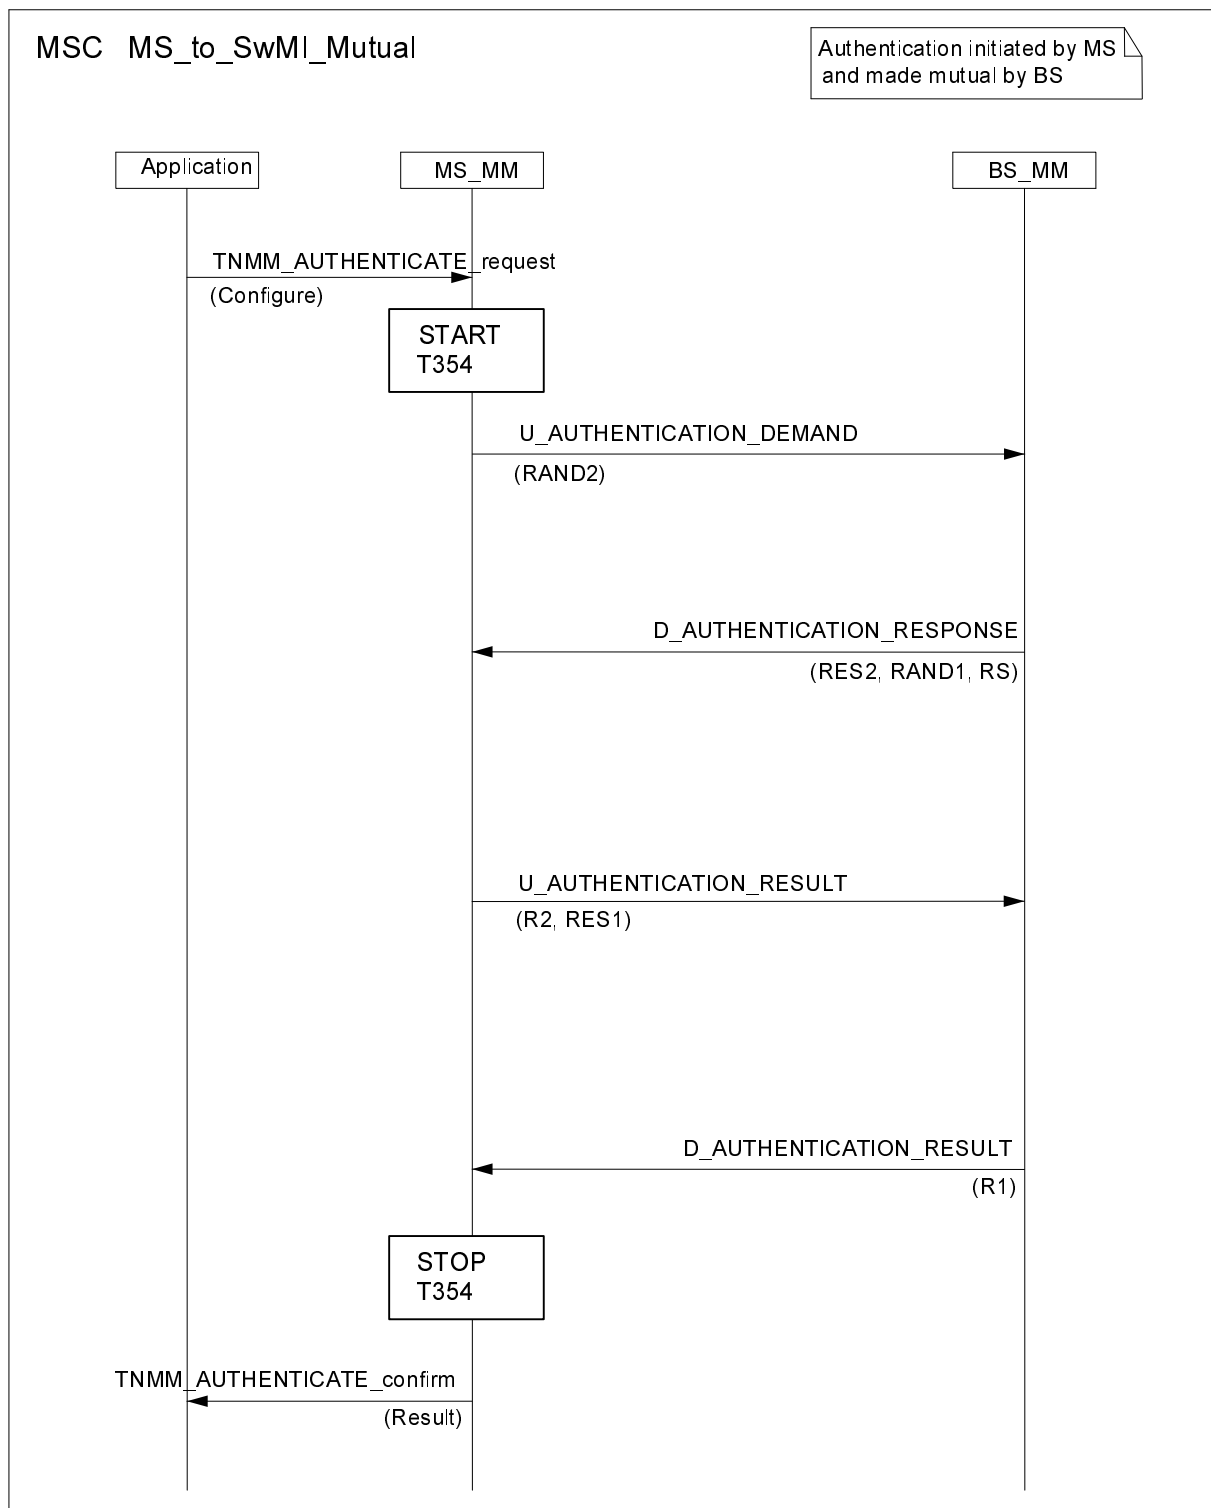 MSC MS_to_SwMI_Mutual
Authentication initiated by MS
and made mutual by BS
Application
MS_MM
BS_MM
TNMM_AUTHENTICATE_request
(Configure)
START
T354
U_AUTHENTICATION_DEMAND
(RAND2)
D_AUTHENTICATION_RESPONSE
(RES2, RAND1, RS)
U_AUTHENTICATION_RESULT
(R2, RES1)
D_AUTHENTICATION_RESULT
(R1)
STOP
T354
TNMM_AUTHENTICATE_confirm
(Result)